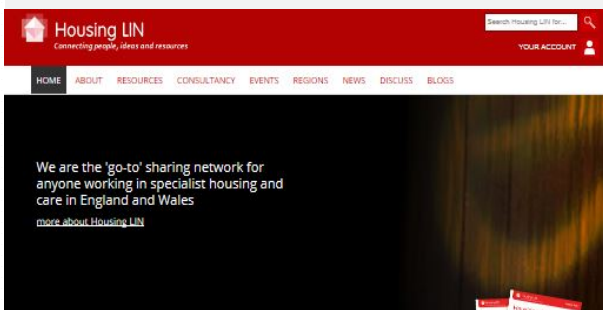 Housing LIN
Connecting people, ideas and resources
Search Housing LIN for...
YOUR ACCOUNT
HOME ABOUT RESOURCES CONSULTANCY EVENTS REGIONS NEWS DISCUSS BLOGS
We are the 'go-to' sharing network for
anyone working in specialist housing and
care in England and Wales
more about Housing LIN